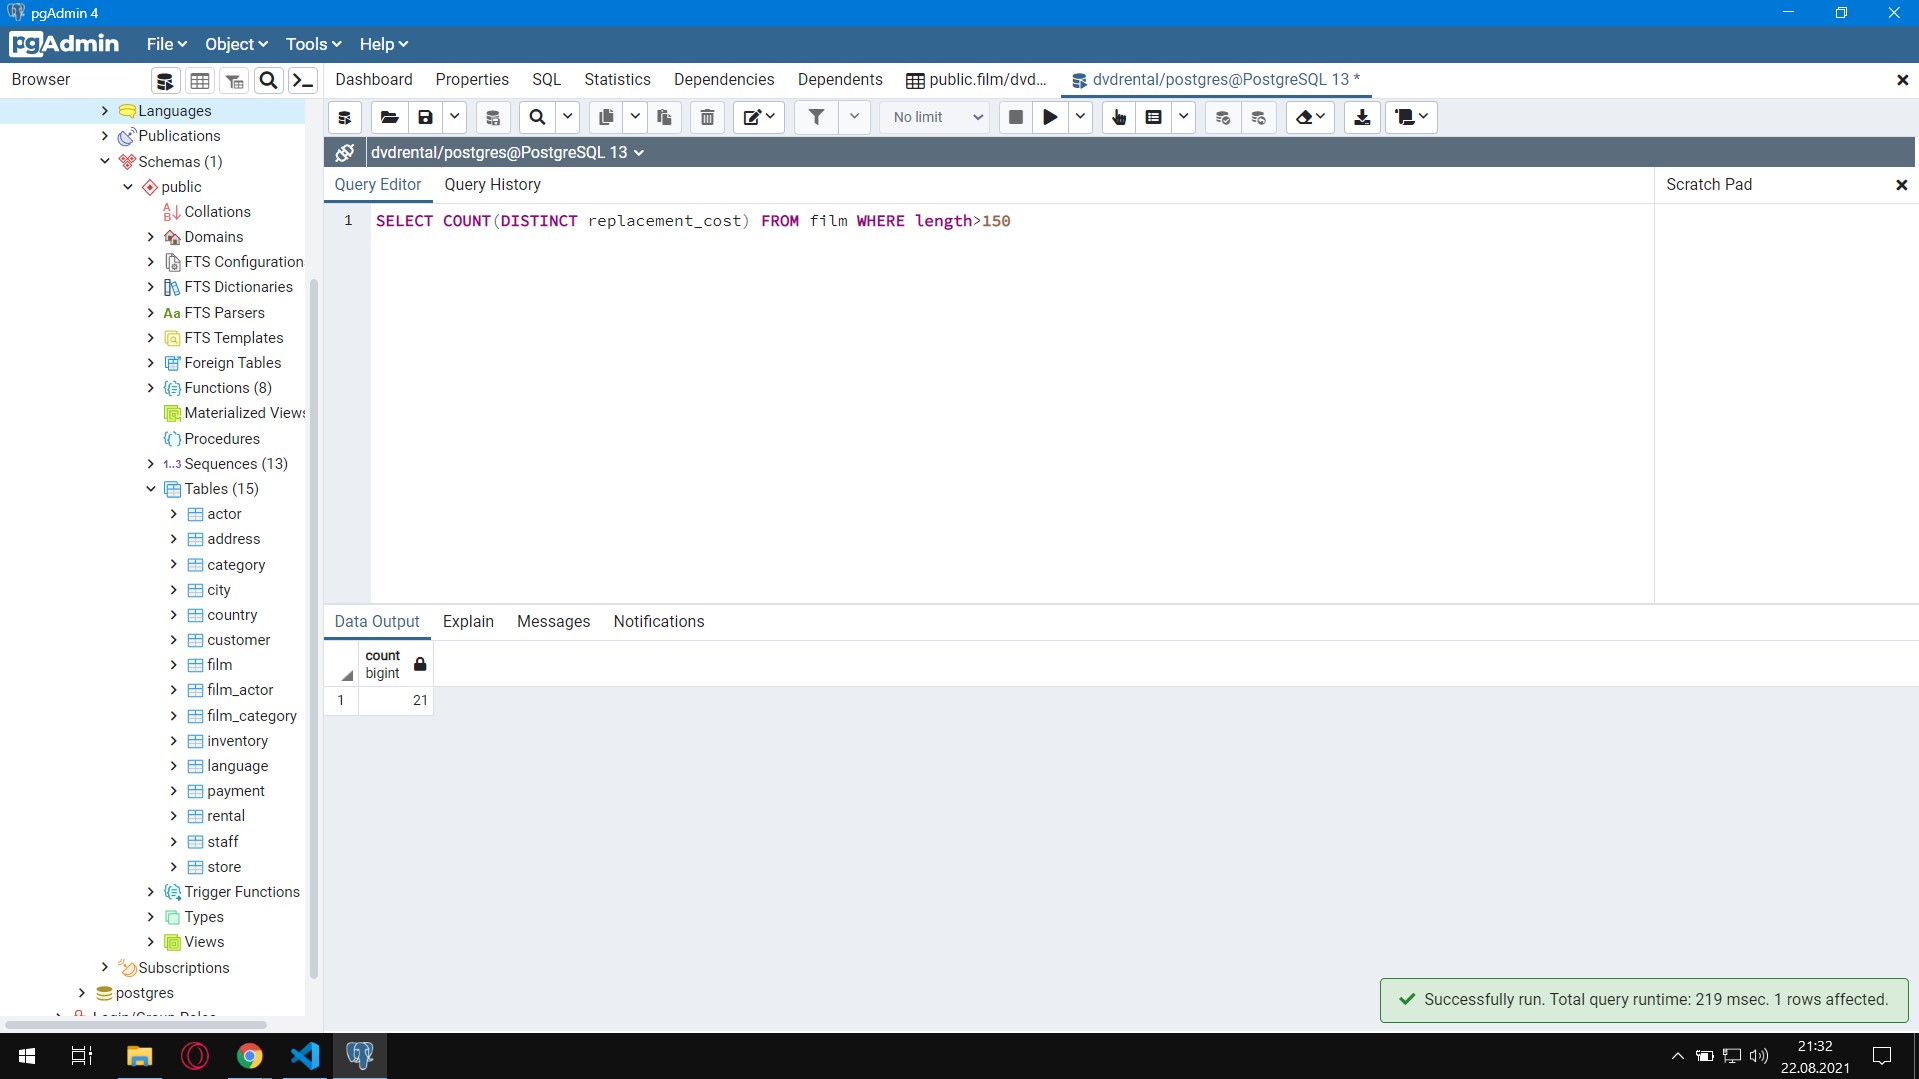 pgAdmin 4
pgAdmin File Object Tools Help
Browser
Dashboard Properties SQL Statistics Dependencies Dependents public.film/dvd... dvdrental/postgres@PostgreSQL 13 *
No limit
dvdrental/postgres@PostgreSQL 13
Query Editor Query History
Scratch Pad
1 SELECT COUNT(DISTINCT replacement_cost) FROM film WHERE length>150
Languages
Publications
Schemas (1)
public
Collations
Domains
FTS Configuration
FTS Dictionaries
Aa FTS Parsers
FTS Templates
Foreign Tables
Functions (8)
Materialized Views
Procedures
1..3 Sequences (13)
Tables (15)
actor
address
category
city
country
customer
film
film_actor
film_category
inventory
language
payment
rental
staff
store
Trigger Functions
Types
Views
Subscriptions
postgres
Data Output Explain Messages Notifications
count
bigint
1 21
Successfully run. Total query runtime: 219 msec. 1 rows affected.
21:32
22.08.2021